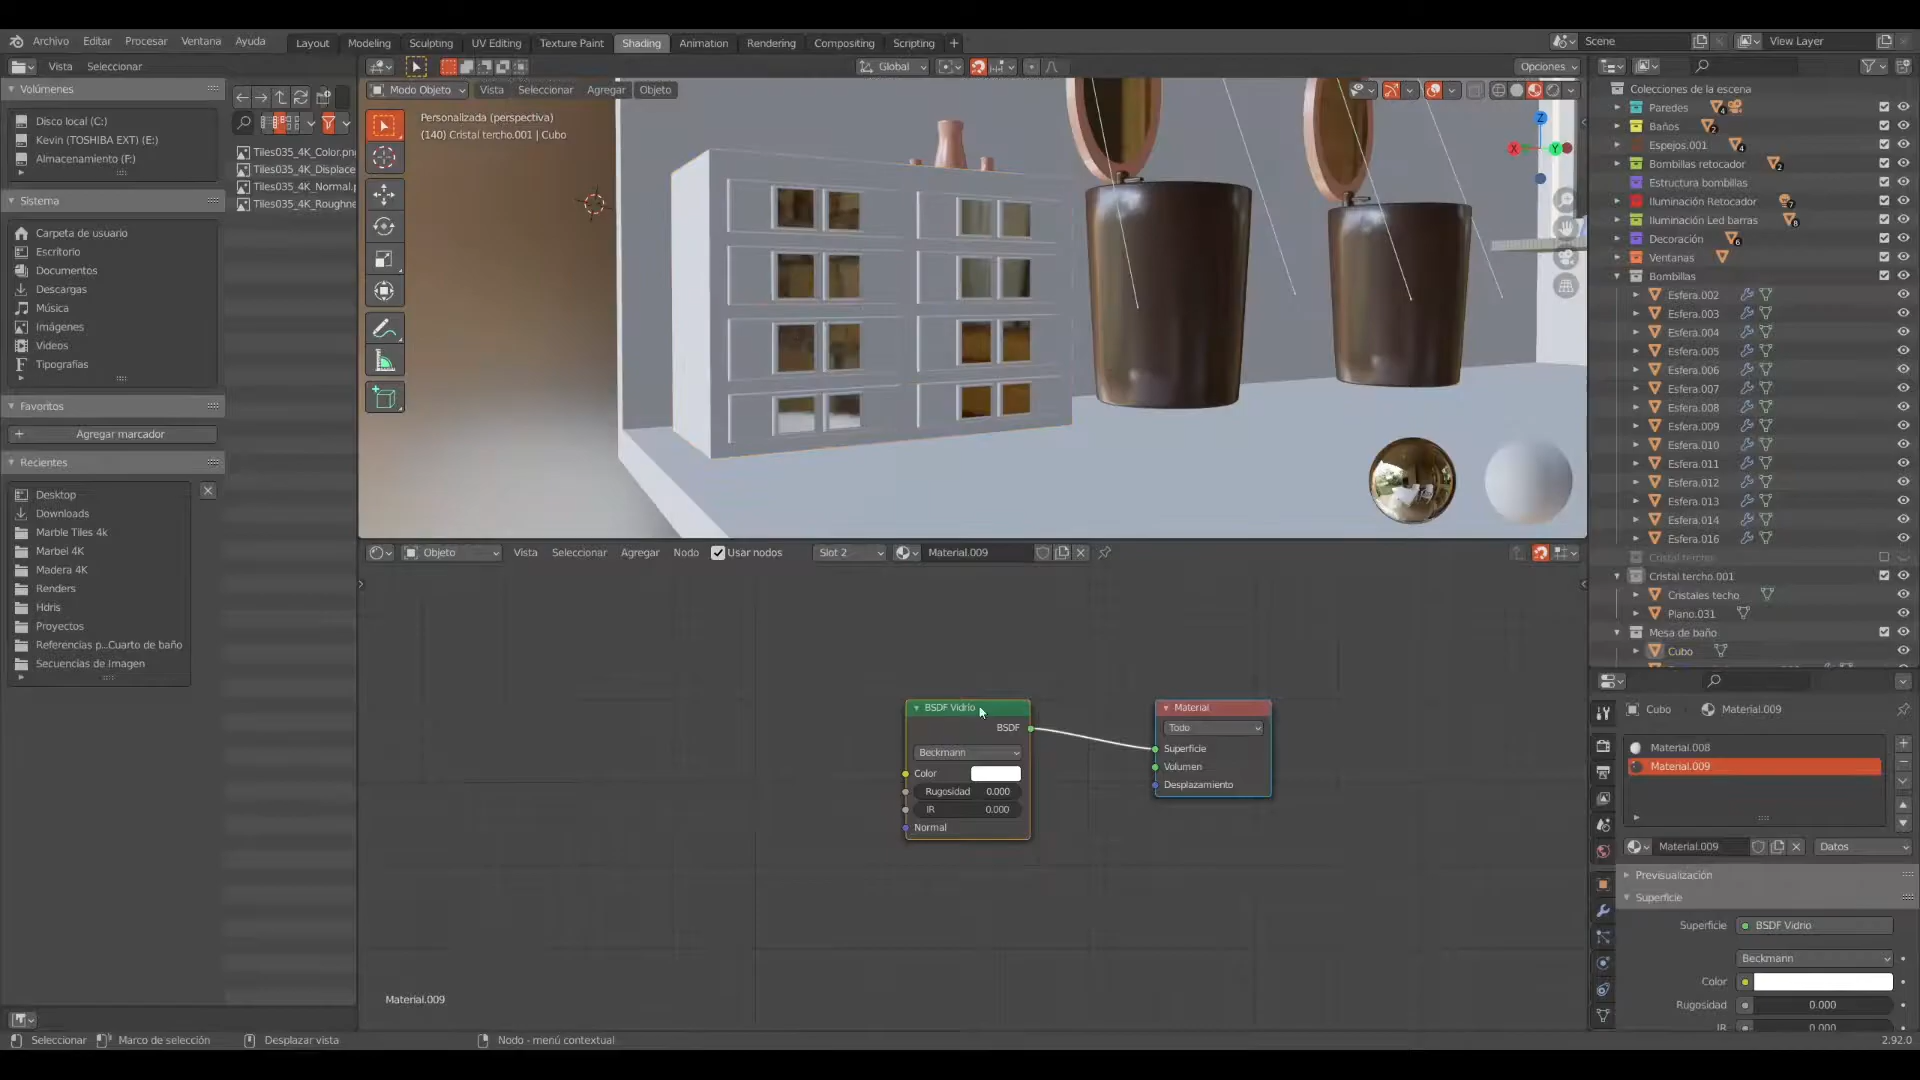 Archivo Editar Procesar Ventana Ayuda
Layout Modeling Sculpting UV Editing Texture Paint Shading Animation Rendering Compositing Scripting +
Scene
View Layer
Vista Seleccionar
Global
Opciones
Volúmenes
Disco local (C:)
Kevin (TOSHIBA EXT) (E:)
Almacenamiento (F:)
Sistema
Carpeta de usuario
Escritorio
Documentos
Descargas
Música
Imágenes
Videos
Tipografías
Favoritos
Agregar marcador
Recientes
Desktop
Downloads
Marble Tiles 4k
Marbel 4K
Madera 4K
Renders
Hdris
Proyectos
Referencias p...Cuarto de baño
Secuencias de Imagen
Tiles035_4K_Color.pn
Tiles035_4K_Displace
Tiles035_4K_Normal.p
Tiles035_4K_Roughne
Modo Objeto Vista Seleccionar Agregar Objeto
Personalizada (perspectiva)
(140) Cristal tercho.001 | Cubo
Z
X
Y
Objeto Vista Seleccionar Agregar Nodo Usar nodos Slot 2 Material.009
BSDF Vidrio
BSDF
Beckmann
Color
Rugosidad 0.000
IR 0.000
Normal
Material
Todo
Superficie
Volumen
Desplazamiento
Material.009
Colecciones de la escena
Paredes 4
Baños 2
Espejos.001 4
Bombillas retocador 2
Estructura bombillas
Iluminación Retocador 7
Iluminación Led barras 8
Decoración 6
Ventanas
Bombillas
Esfera.002
Esfera.003
Esfera.004
Esfera.005
Esfera.006
Esfera.007
Esfera.008
Esfera.009
Esfera.010
Esfera.011
Esfera.012
Esfera.013
Esfera.014
Esfera.016
Cristal tercho
Cristal tercho.001
Cristales techo
Plano.031
Mesa de baño
Cubo
Cubo Material.009
Material.008
Material.009
Material.009 Datos
Previsualización
Superficie
Superficie BSDF Vidrio
Beckmann
Color
Rugosidad 0.000
IR 0.000
Seleccionar Marco de selección Desplazar vista Nodo - menú contextual
2.92.0